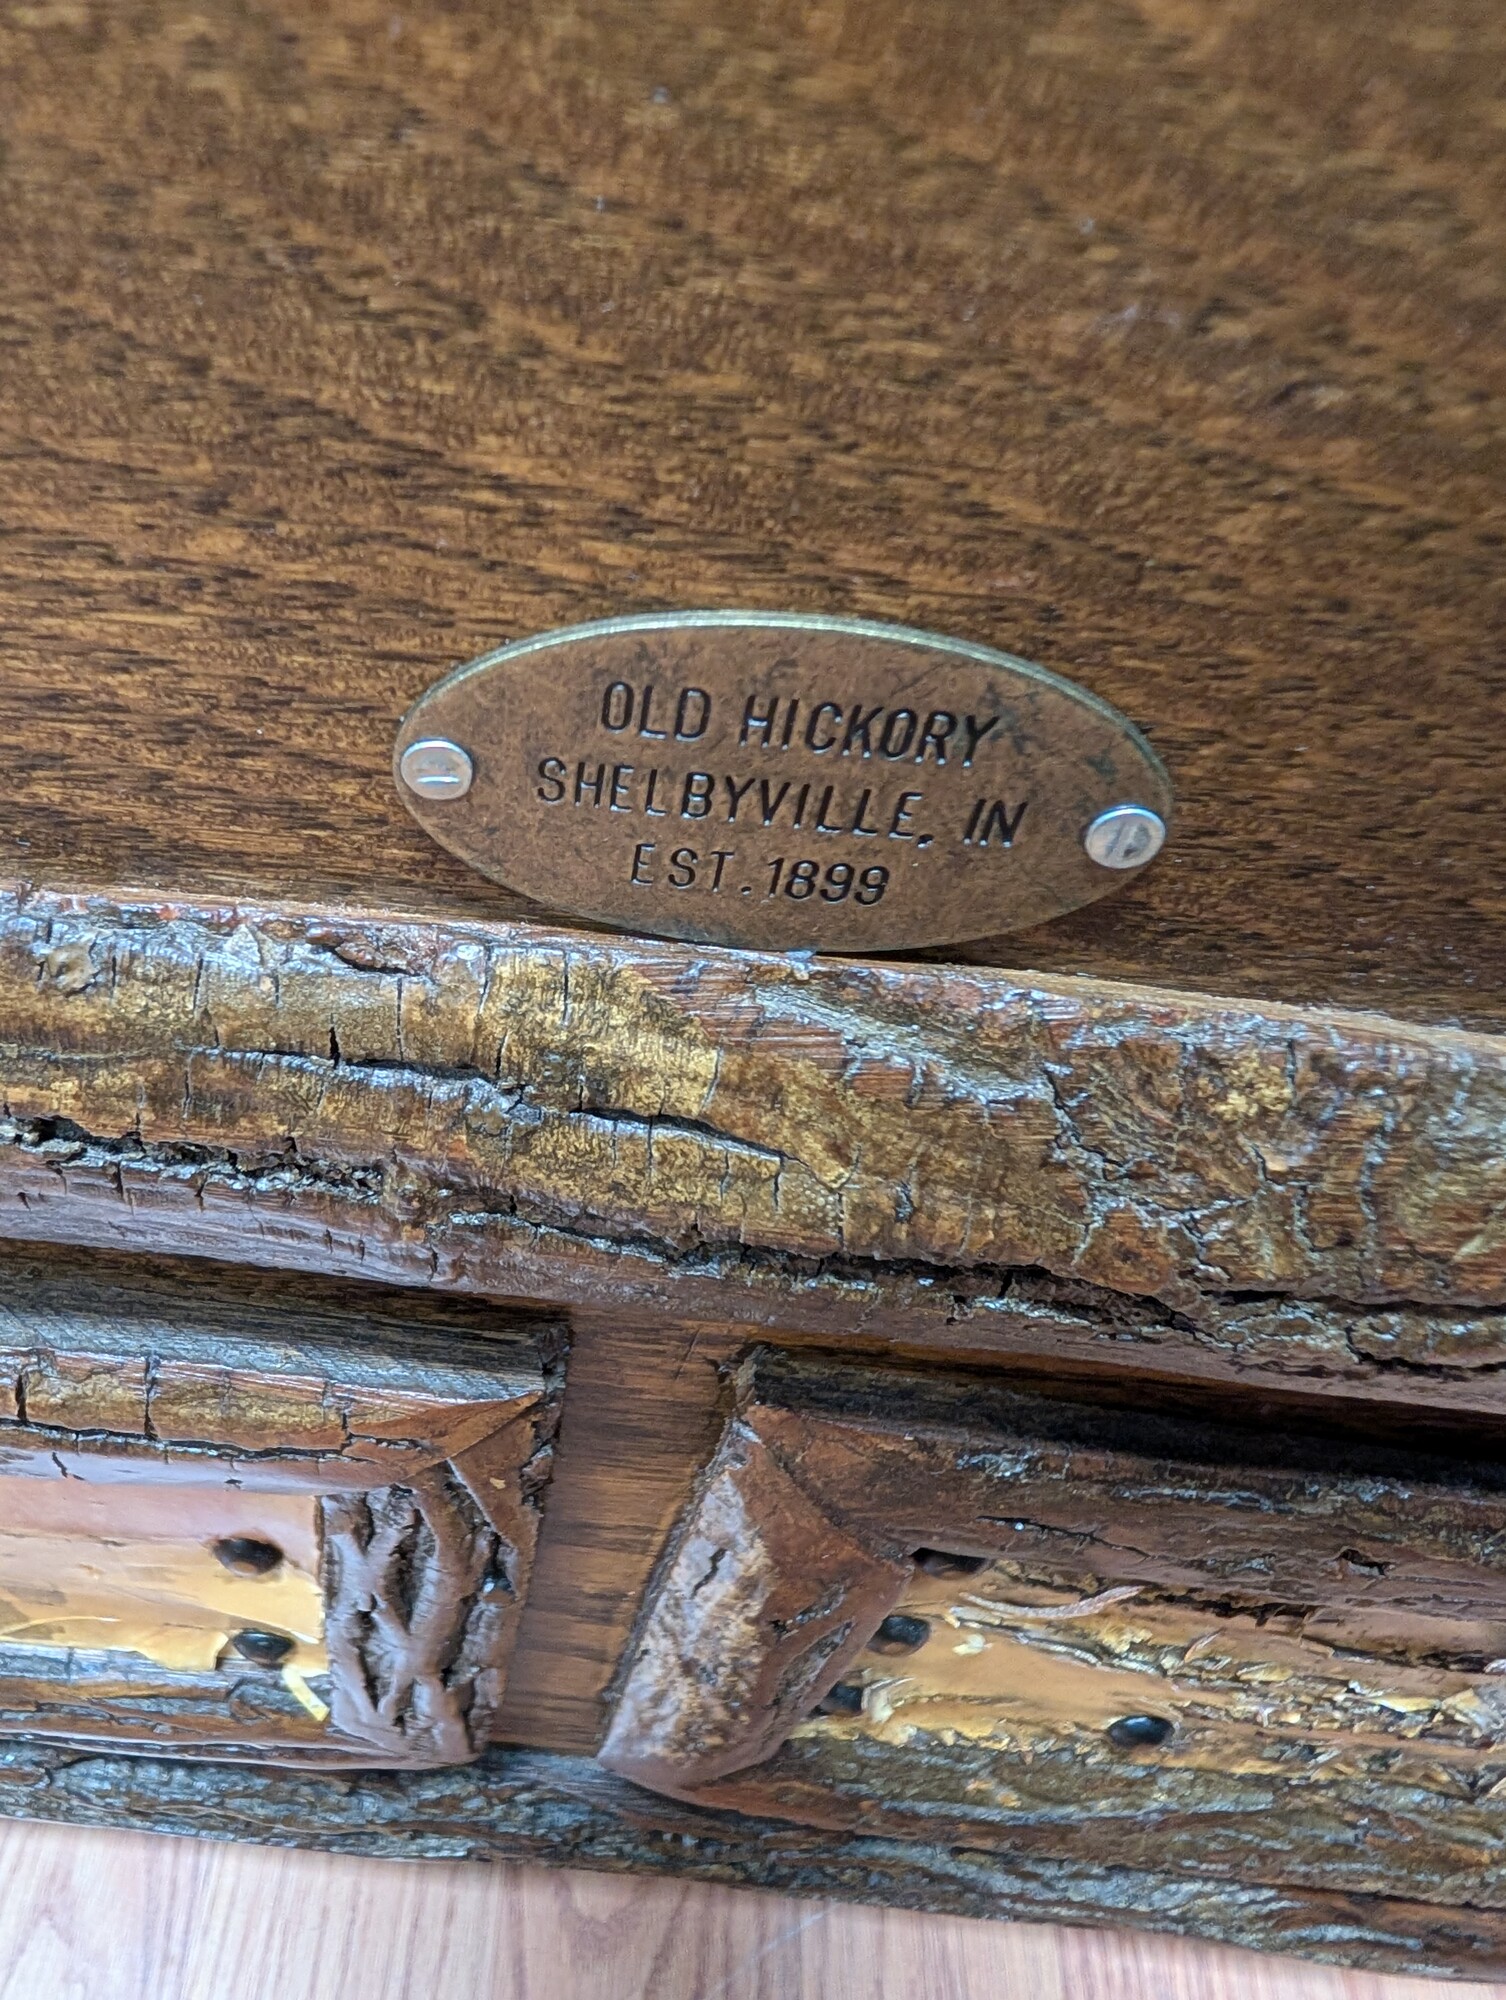 OLD HICKORY
SHELBYVILLE, IN
EST.1899